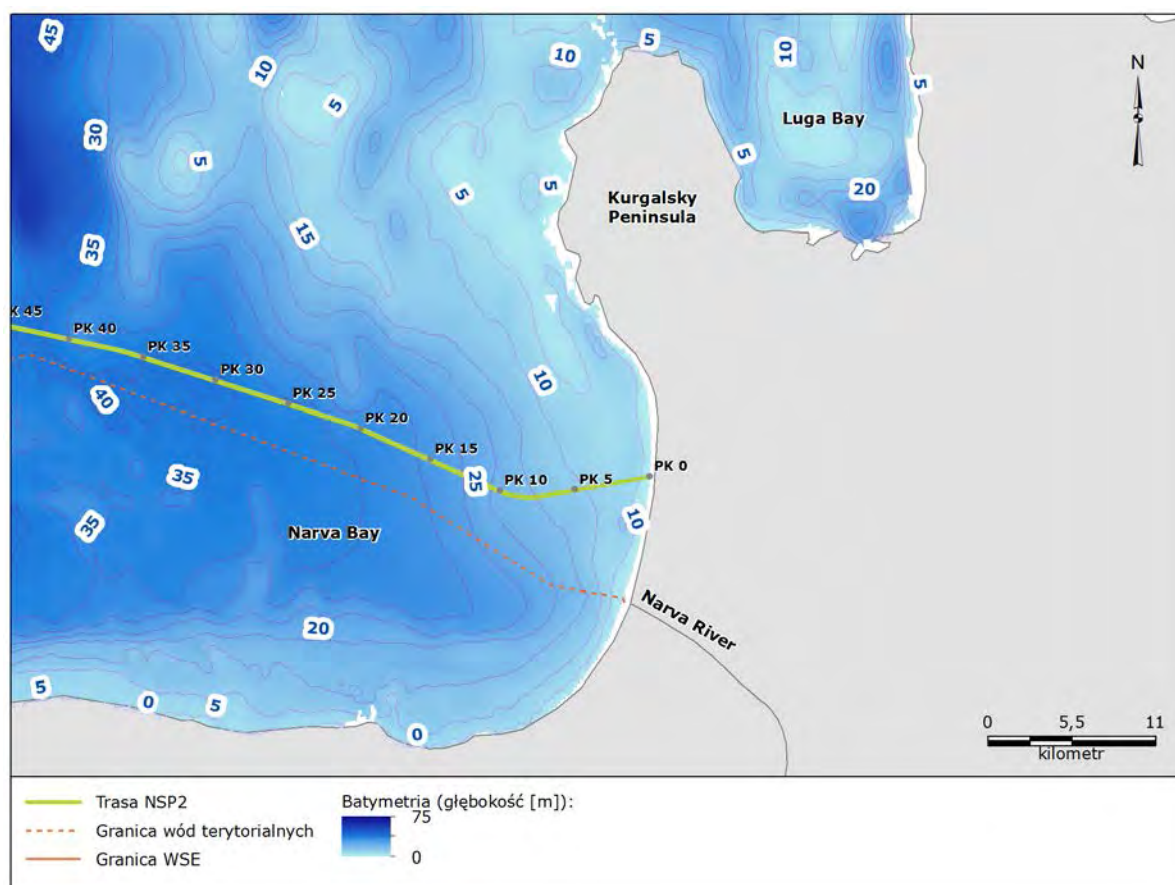 45
10
5
10
5
10
5
N
30
5
Luga Bay
5
5
5
20
Kurgalsky
Peninsula
35
15
K 45
PK 40
PK 35
PK 30
PK 25
PK 20
PK 15
PK 10
PK 5
PK 0
10
40
35
25
35
Narva Bay
10
20
Narva River
5
0
5
0
0 5,5 11
kilometr
Trasa NSP2
Granica wód terytorialnych
Granica WSE
Batymetria (głębokość [m]):
75
0